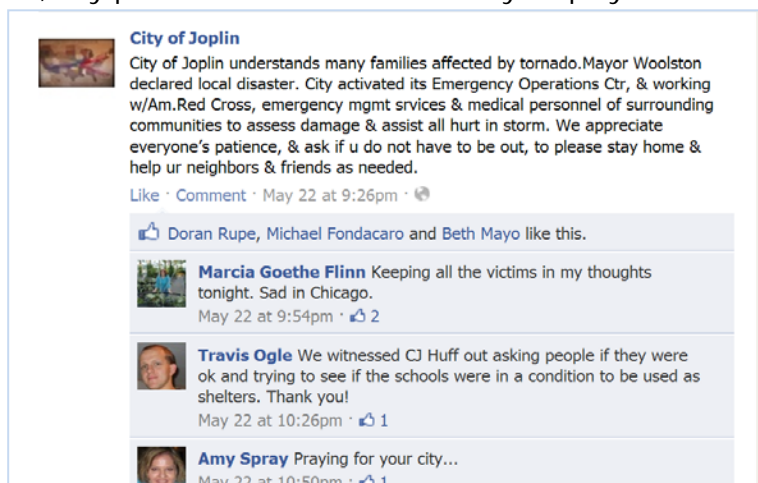 City of Joplin
City of Joplin understands many families affected by tornado.Mayor Woolston
declared local disaster. City activated its Emergency Operations Ctr, & working
w/Am.Red Cross, emergency mgmt srvices & medical personnel of surrounding
communities to assess damage & assist all hurt in storm. We appreciate
everyone's patience, & ask if u do not have to be out, to please stay home &
help ur neighbors & friends as needed.
Like · Comment · May 22 at 9:26pm ·
Doran Rupe, Michael Fondacaro and Beth Mayo like this.
Marcia Goethe Flinn Keeping all the victims in my thoughts
tonight. Sad in Chicago.
May 22 at 9:54pm · 2
Travis Ogle We witnessed CJ Huff out asking people if they were
ok and trying to see if the schools were in a condition to be used as
shelters. Thank you!
May 22 at 10:26pm · 1
Amy Spray Praying for your city...
May 22 at 10:50pm · 1